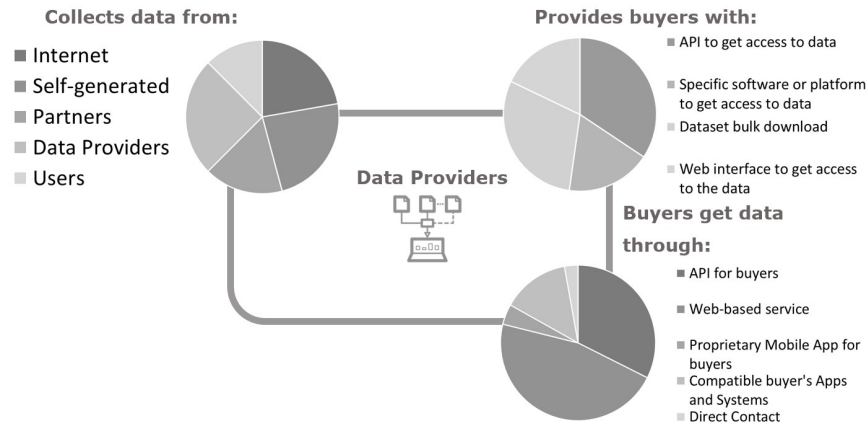 Collects data from:
Internet
Self-generated
Partners
Data Providers
Users
Provides buyers with:
API to get access to data
Specific software or platform
to get access to data
Dataset bulk download
Web interface to get access
to the data
Data Providers
Buyers get data
through:
API for buyers
Web-based service
Proprietary Mobile App for
buyers
Compatible buyer's Apps
and Systems
Direct Contact